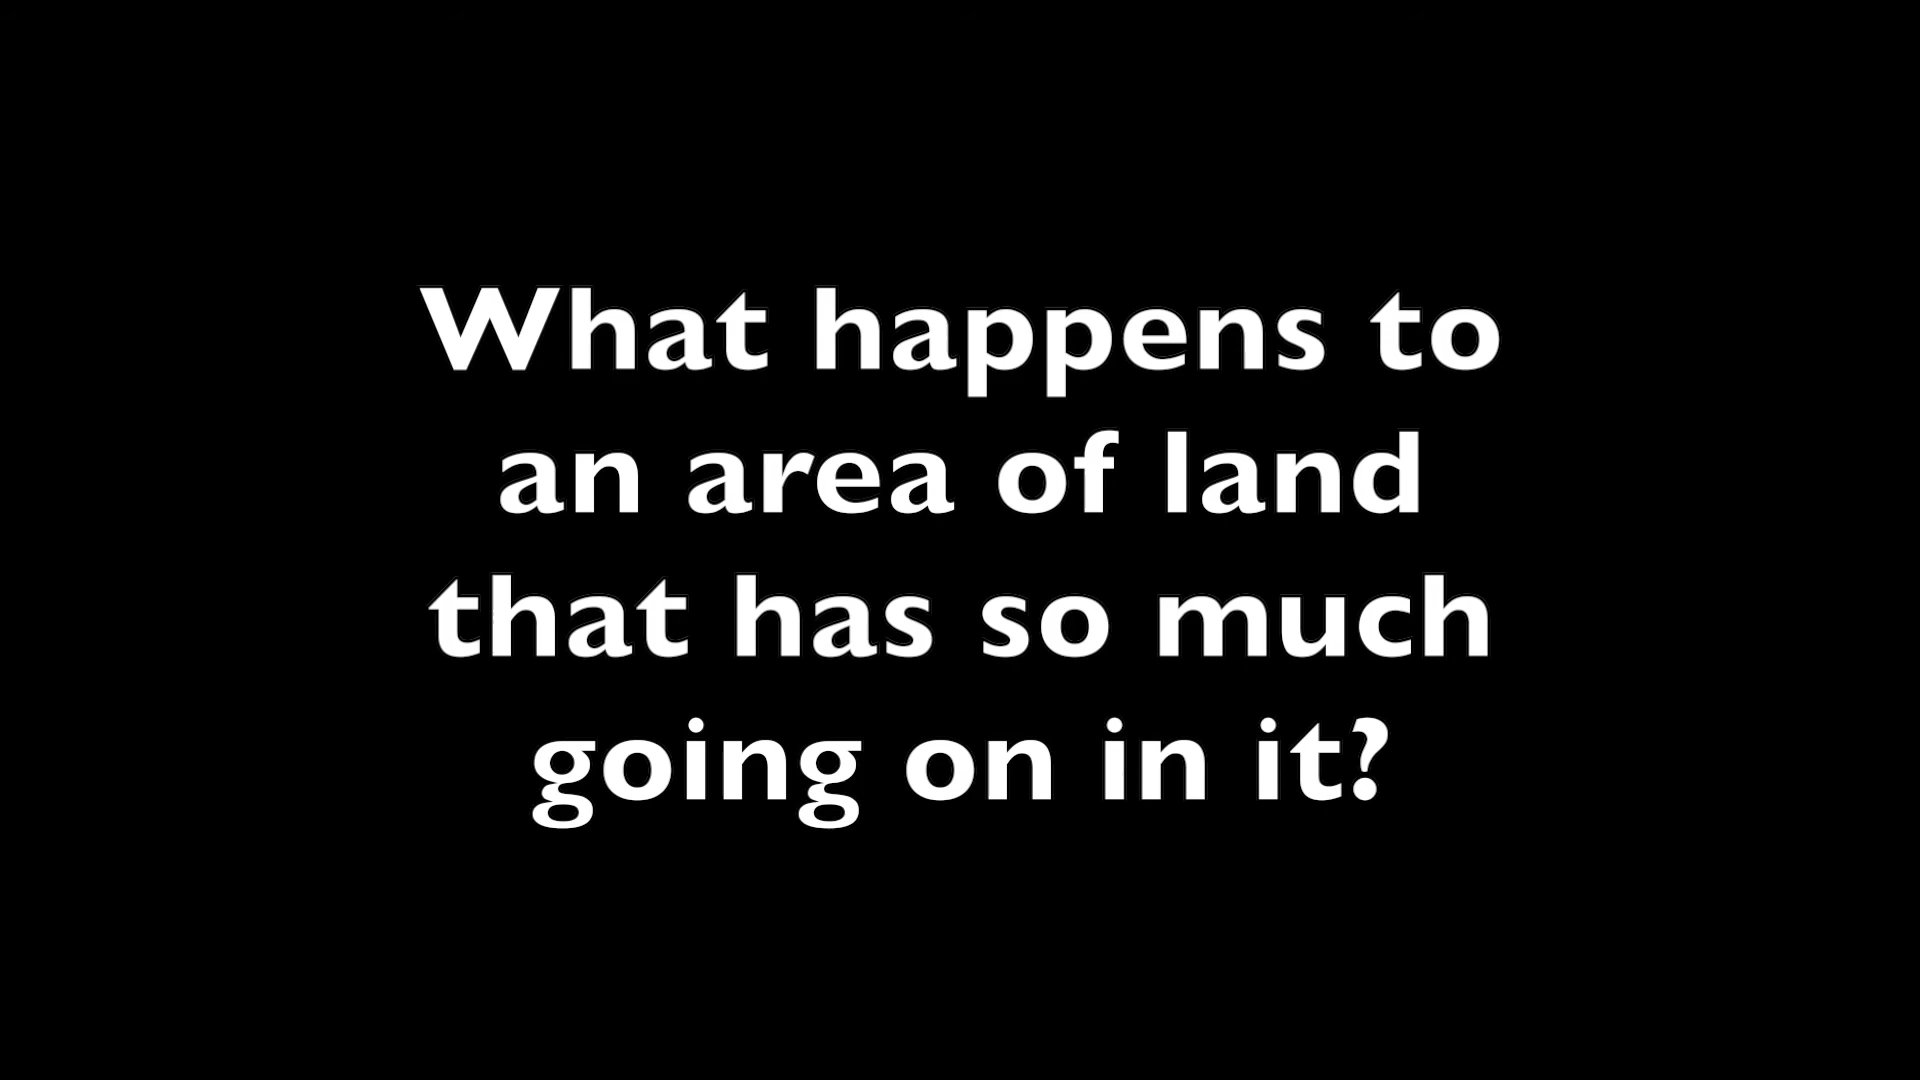 What happens to
an area of land
that has so much
going on in it?